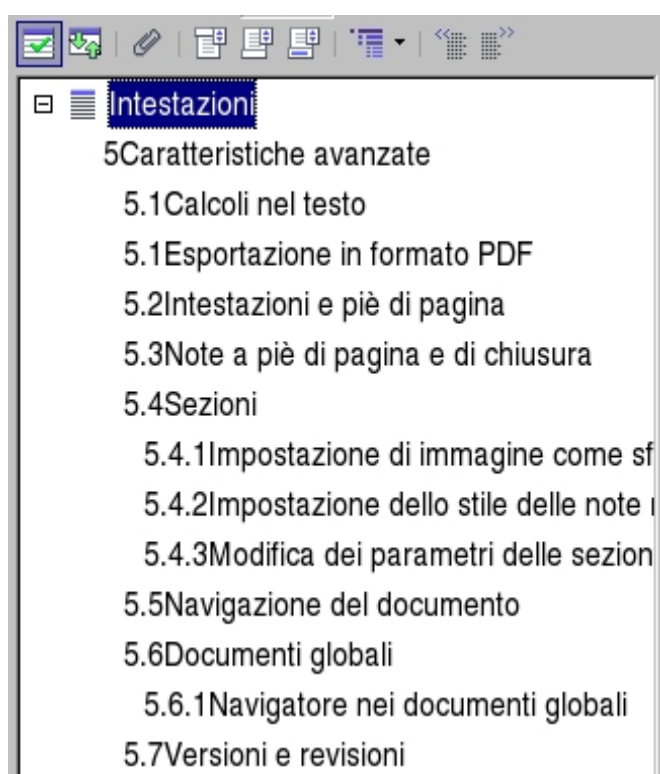 Intestazioni
5Caratteristiche avanzate
5.1Calcoli nel testo
5.1Esportazione in formato PDF
5.2Intestazioni e piè di pagina
5.3Note a piè di pagina e di chiusura
5.4Sezioni
5.4.1Impostazione di immagine come sf
5.4.2Impostazione dello stile delle note
5.4.3Modifica dei parametri delle sezion
5.5Navigazione del documento
5.6Documenti globali
5.6.1Navigatore nei documenti globali
5.7Versioni e revisioni